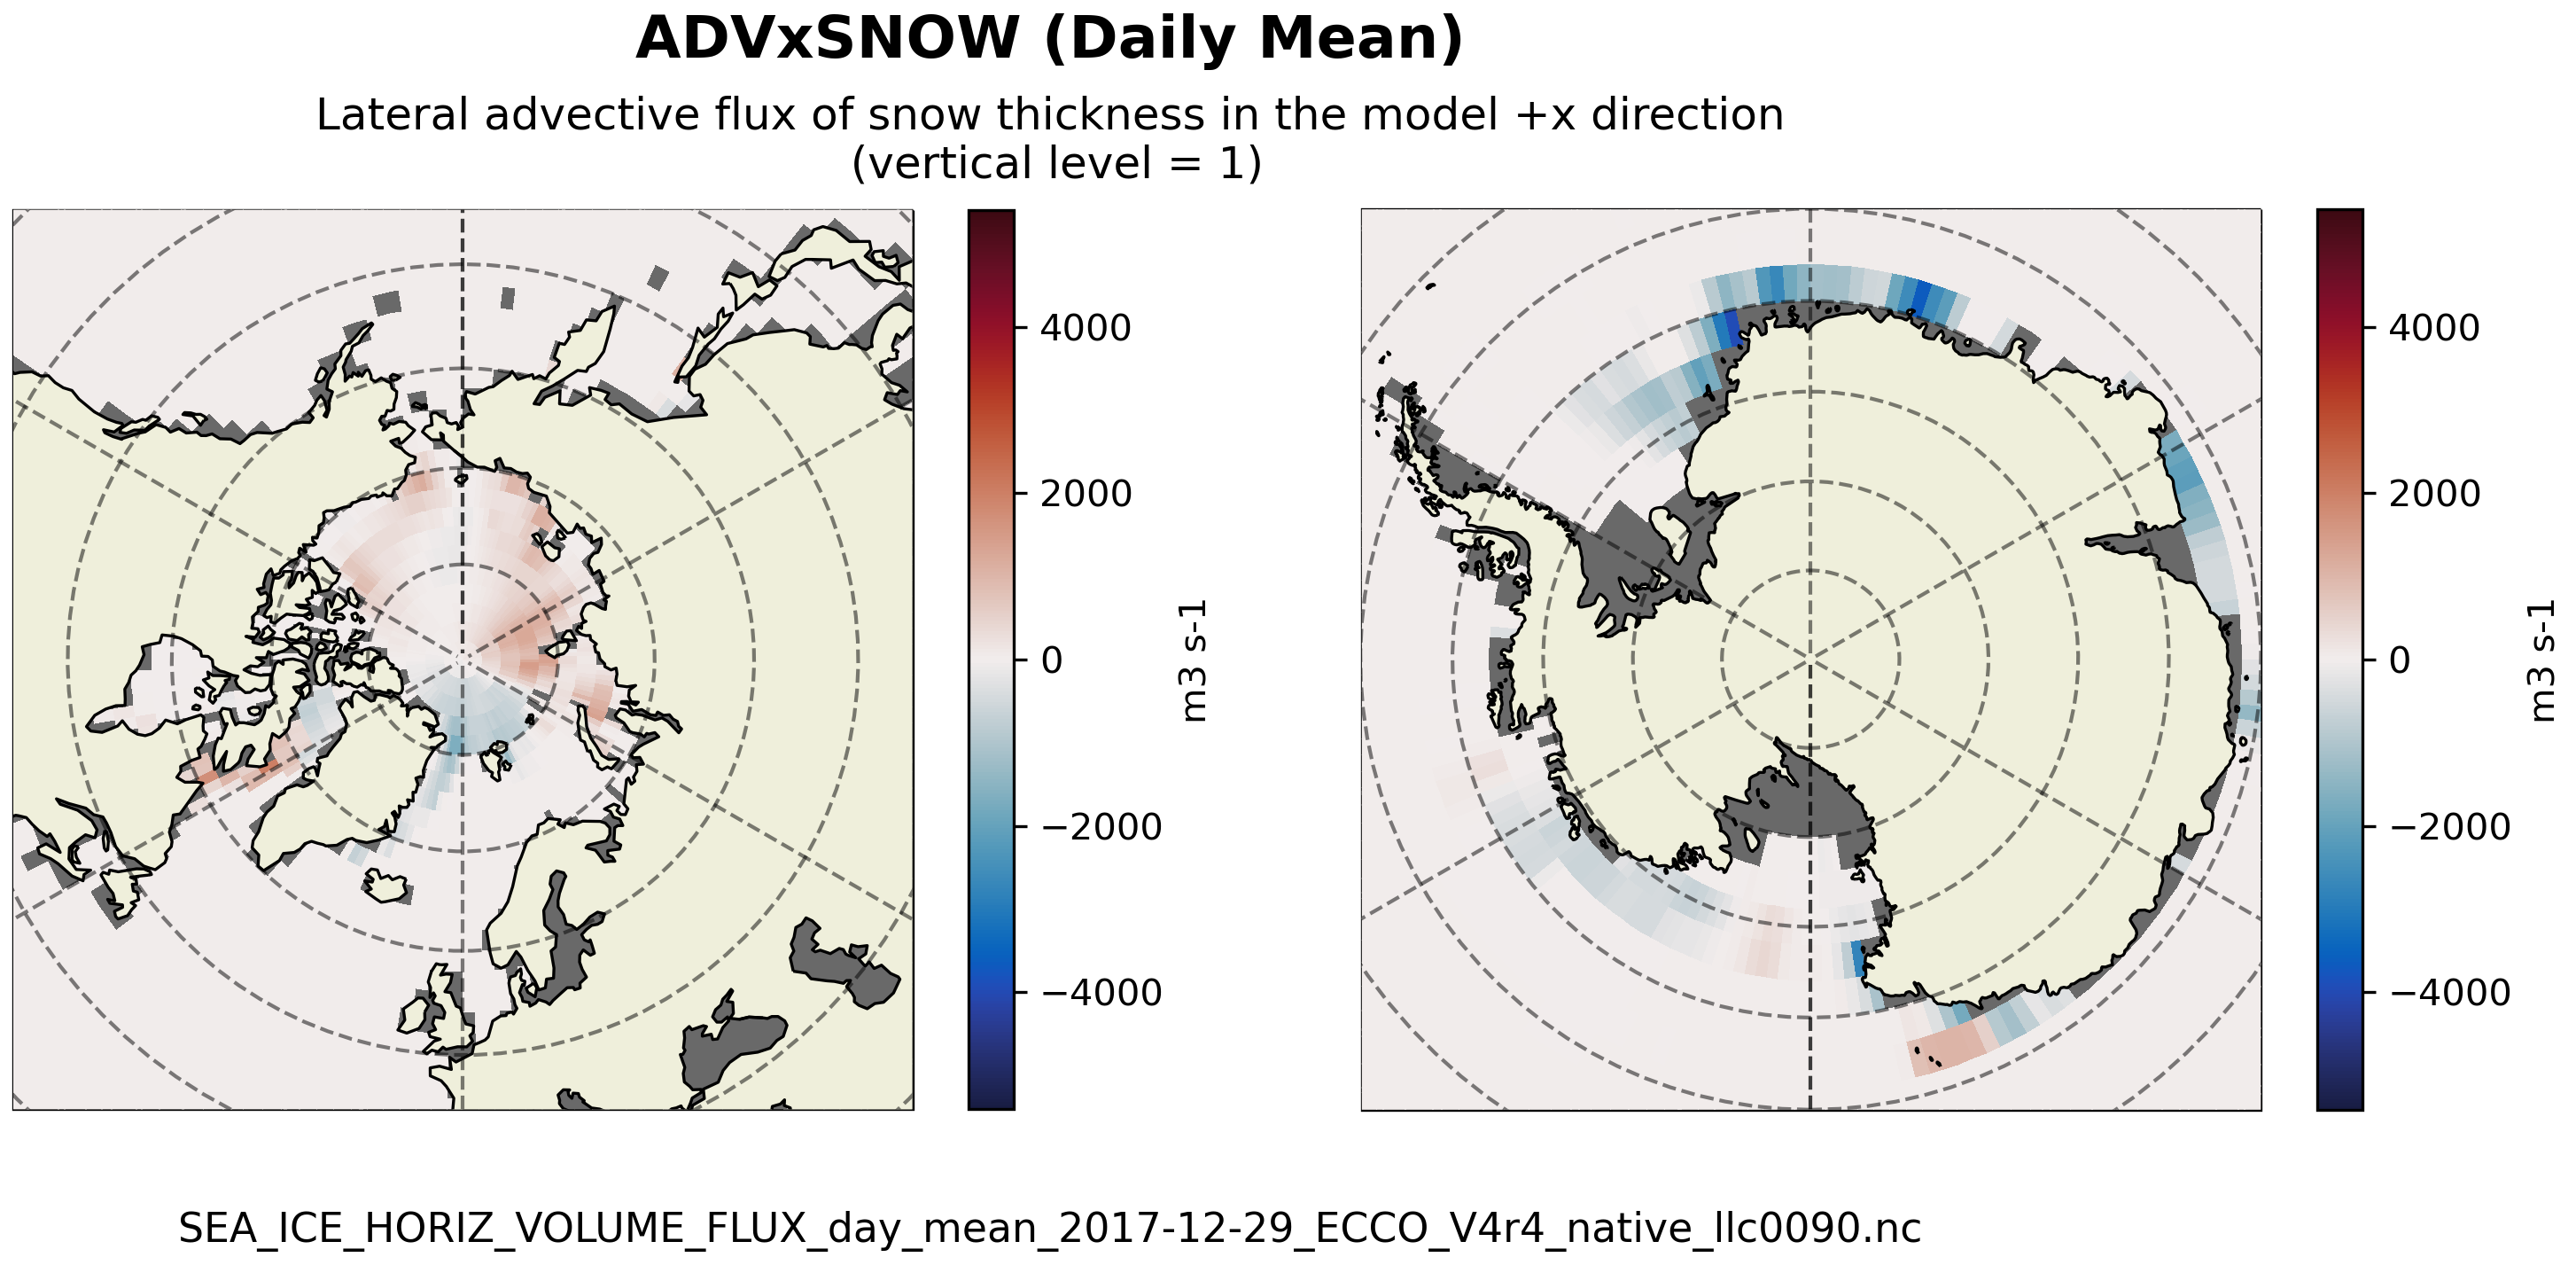 ADVxSNOW (Daily Mean)
Lateral advective flux of snow thickness in the model +x direction
(vertical level = 1)
4000
2000
0
−2000
−4000
m3 s-1
4000
2000
0
−2000
−4000
m3 s-1
SEA_ICE_HORIZ_VOLUME_FLUX_day_mean_2017-12-29_ECCO_V4r4_native_llc0090.nc